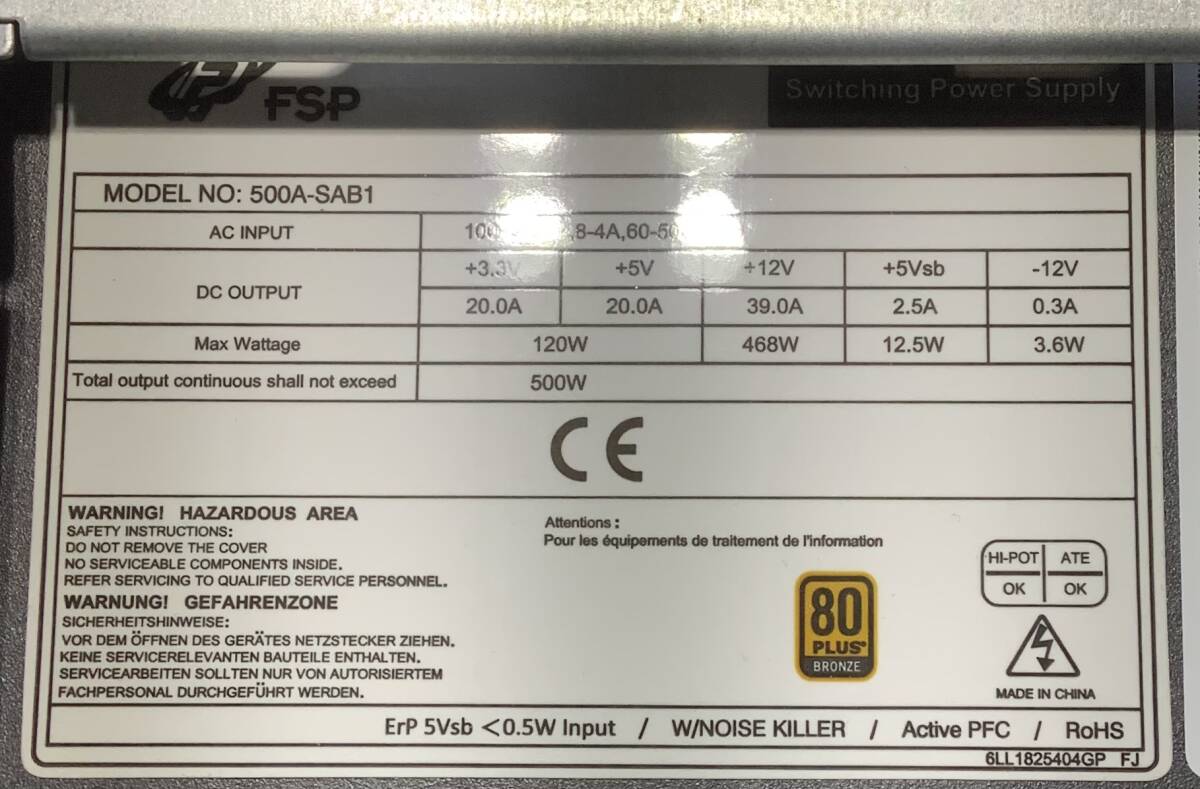 FSP
Switching Power Supply
MODEL NO: 500A-SAB1
AC INPUT 8-4A,60-50
+3.3V +5V +12V +5Vsb -12V
DC OUTPUT
20.0A 20.0A 39.0A 2.5A 0.3A
Max Wattage 120W 468W 12.5W 3.6W
Total output continuous shall not exceed 500W
CE
WARNING! HAZARDOUS AREA
SAFETY INSTRUCTIONS:
DO NOT REMOVE THE COVER
NO SERVICEABLE COMPONENTS INSIDE.
REFER SERVICING TO QUALIFIED SERVICE PERSONNEL.
WARNUNG! GEFAHRENZONE
SICHERHEITSHINWEISE:
VOR DEM ÖFFNEN DES GERÄTES NETZSTECKER ZIEHEN.
KEINE SERVICERELEVANTEN BAUTEILE ENTHALTEN.
SERVICEARBEITEN SOLLTEN NUR VON AUTORISIERTEM
FACHPERSONAL DURCHGEFÜHRT WERDEN.
Attentions :
Pour les équipements de traitement de l'information
80
PLUS®
BRONZE
HI-POT ATE
OK OK
MADE IN CHINA
ErP 5Vsb <0.5W Input / W/NOISE KILLER / Active PFC / RoHS
6LL1825404GP FJ